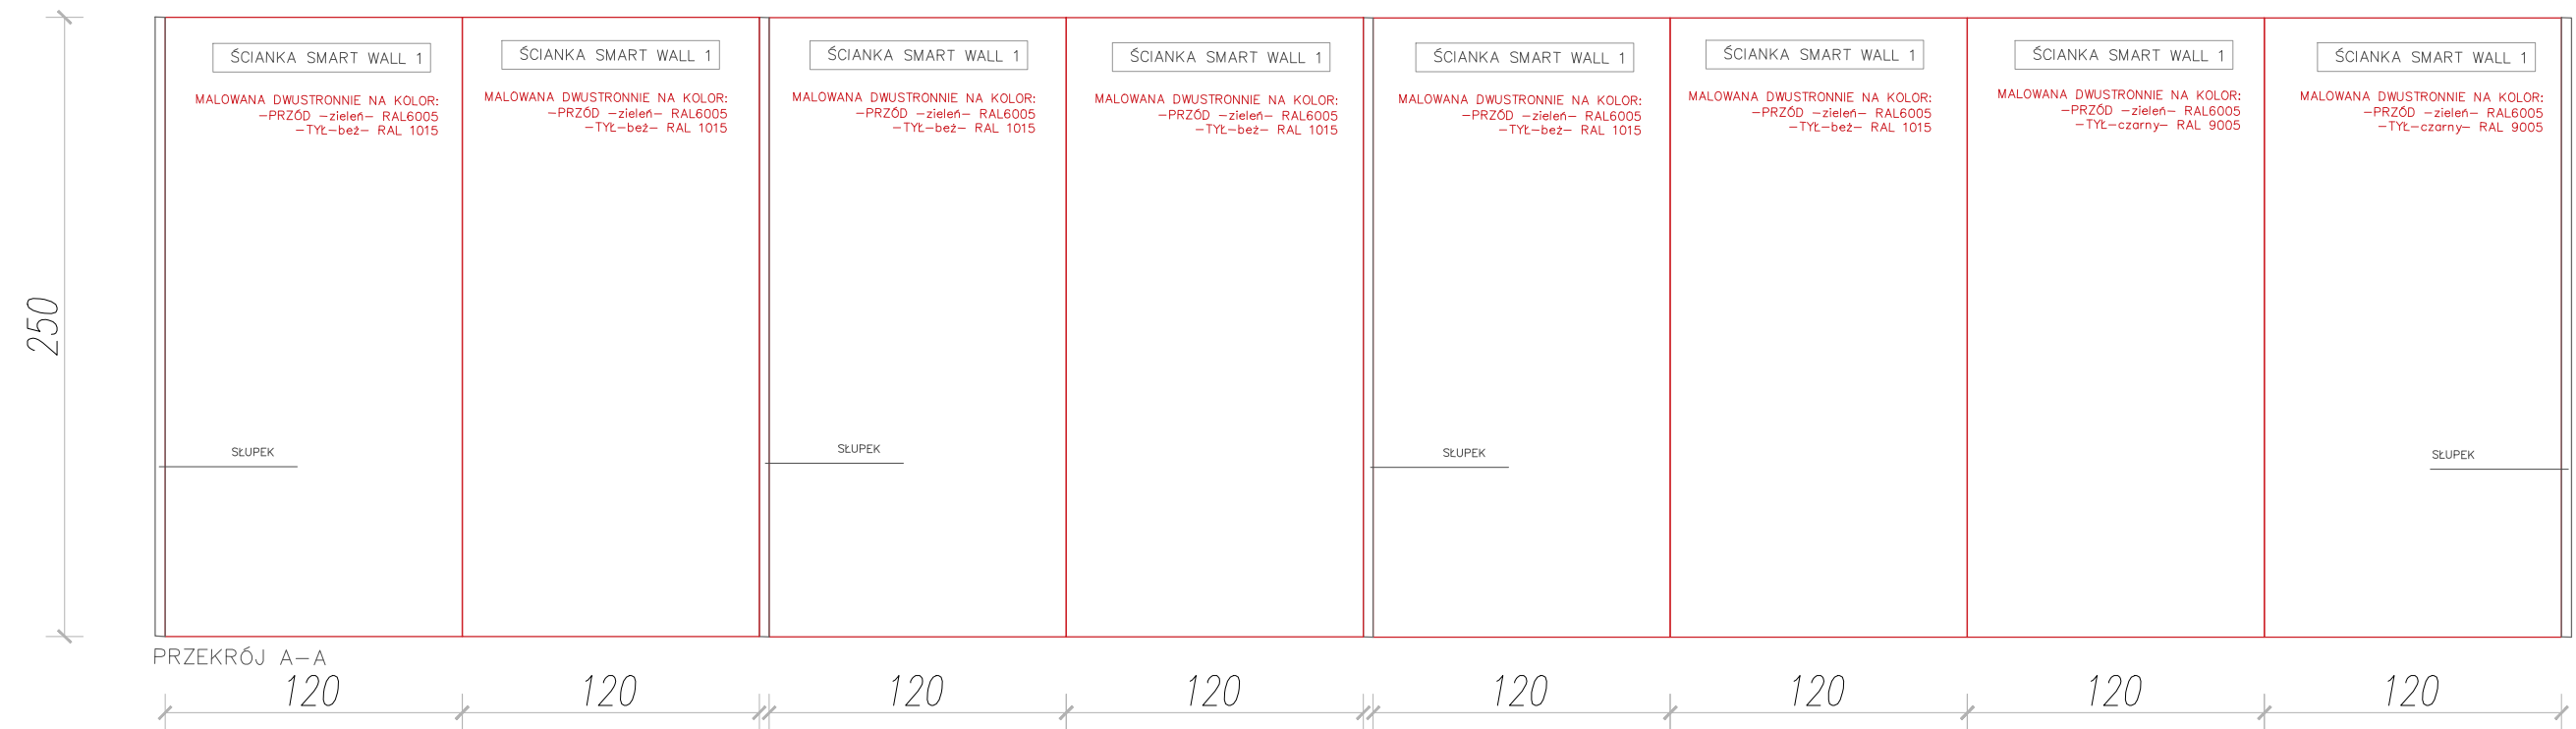 ŚCIANKA SMART WALL 1
MALOWANA DWUSTRONNIE NA KOLOR:
-PRZÓD -zieleń- RAL6005
-TYŁ-beż- RAL 1015
ŚCIANKA SMART WALL 1
MALOWANA DWUSTRONNIE NA KOLOR:
-PRZÓD -zieleń- RAL6005
-TYŁ-beż- RAL 1015
ŚCIANKA SMART WALL 1
MALOWANA DWUSTRONNIE NA KOLOR:
-PRZÓD -zieleń- RAL6005
-TYŁ-beż- RAL 1015
ŚCIANKA SMART WALL 1
MALOWANA DWUSTRONNIE NA KOLOR:
-PRZÓD -zieleń- RAL6005
-TYŁ-beż- RAL 1015
ŚCIANKA SMART WALL 1
MALOWANA DWUSTRONNIE NA KOLOR:
-PRZÓD -zieleń- RAL6005
-TYŁ-beż- RAL 1015
ŚCIANKA SMART WALL 1
MALOWANA DWUSTRONNIE NA KOLOR:
-PRZÓD -zieleń- RAL6005
-TYŁ-beż- RAL 1015
ŚCIANKA SMART WALL 1
MALOWANA DWUSTRONNIE NA KOLOR:
-PRZÓD -zieleń- RAL6005
-TYŁ-czarny- RAL 9005
ŚCIANKA SMART WALL 1
MALOWANA DWUSTRONNIE NA KOLOR:
-PRZÓD -zieleń- RAL6005
-TYŁ-czarny- RAL 9005
250
SŁUPEK
SŁUPEK
SŁUPEK
SŁUPEK
PRZEKRÓJ A-A
120
120
120
120
120
120
120
120